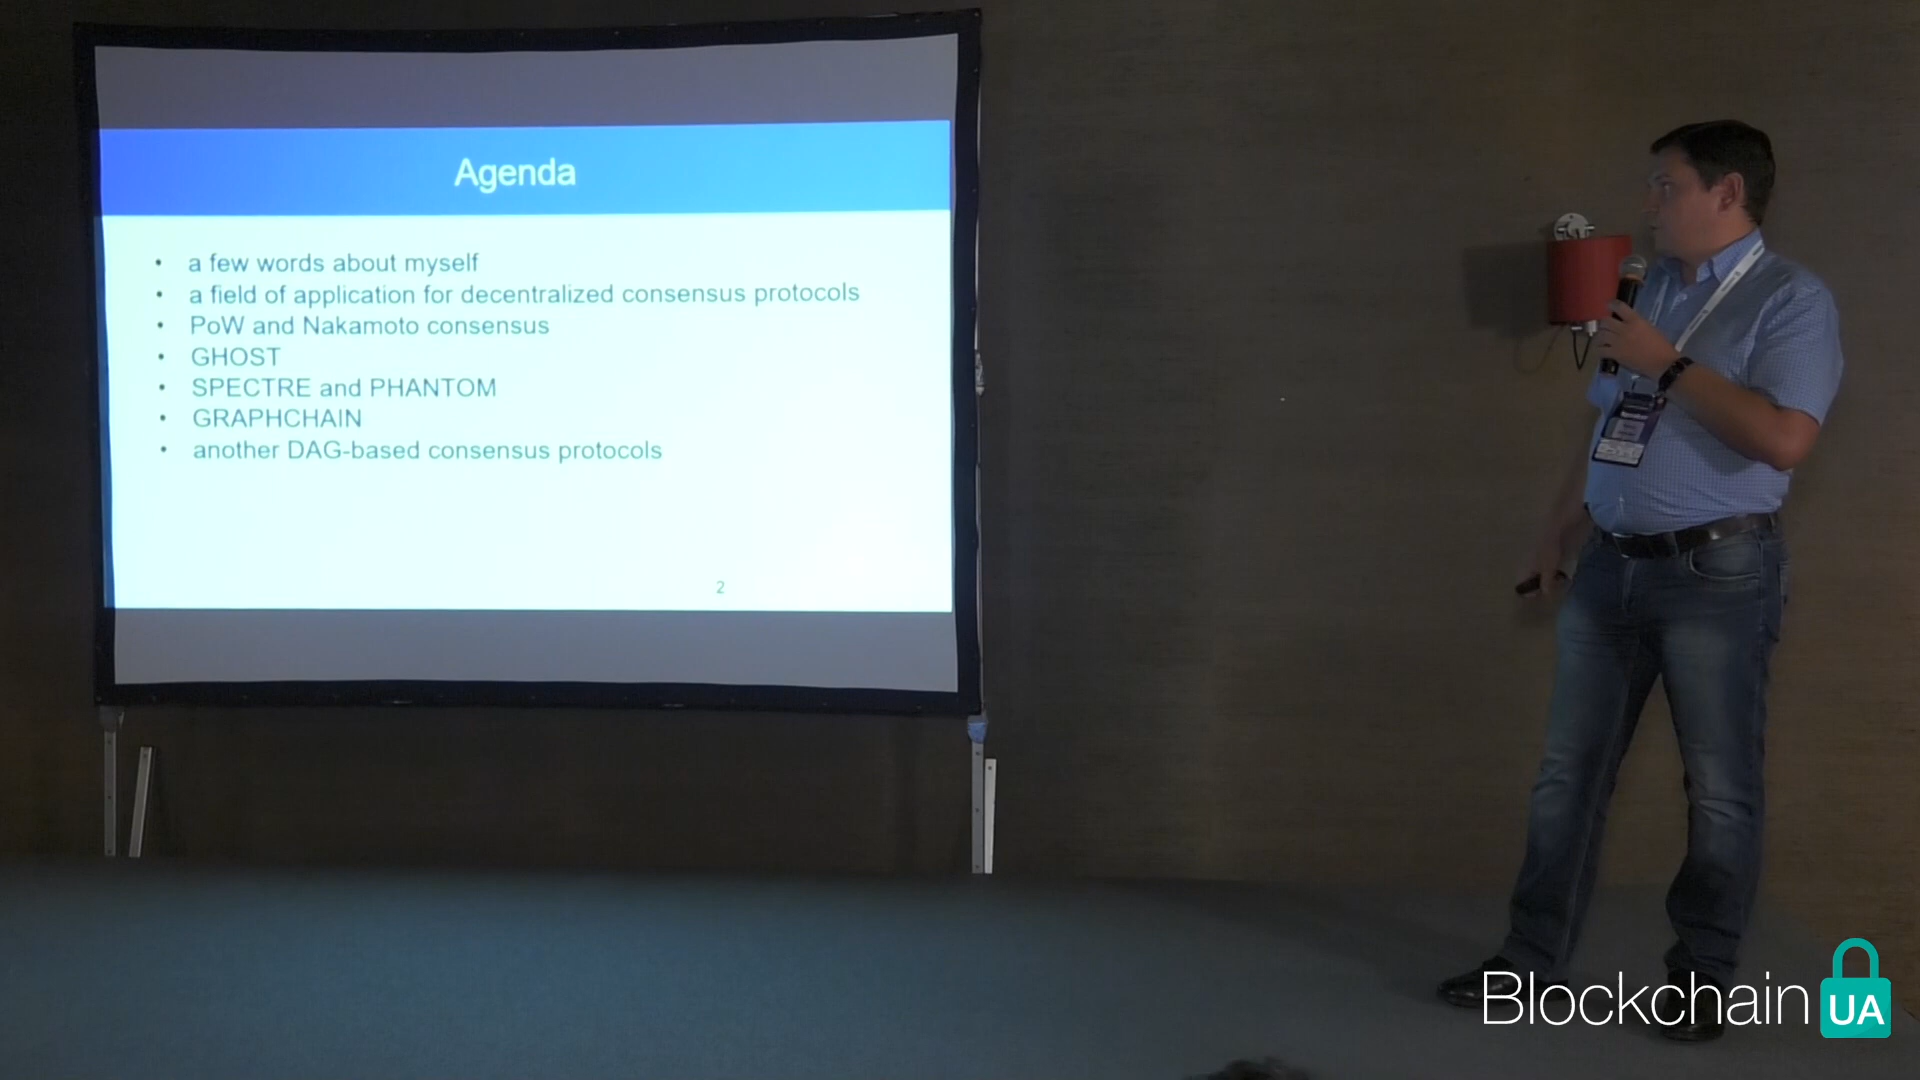 Agenda
• a few words about myself
• a field of application for decentralized consensus protocols
• PoW and Nakamoto consensus
• GHOST
• SPECTRE and PHANTOM
• GRAPHCHAIN
• another DAG-based consensus protocols
2
Blockchain UA